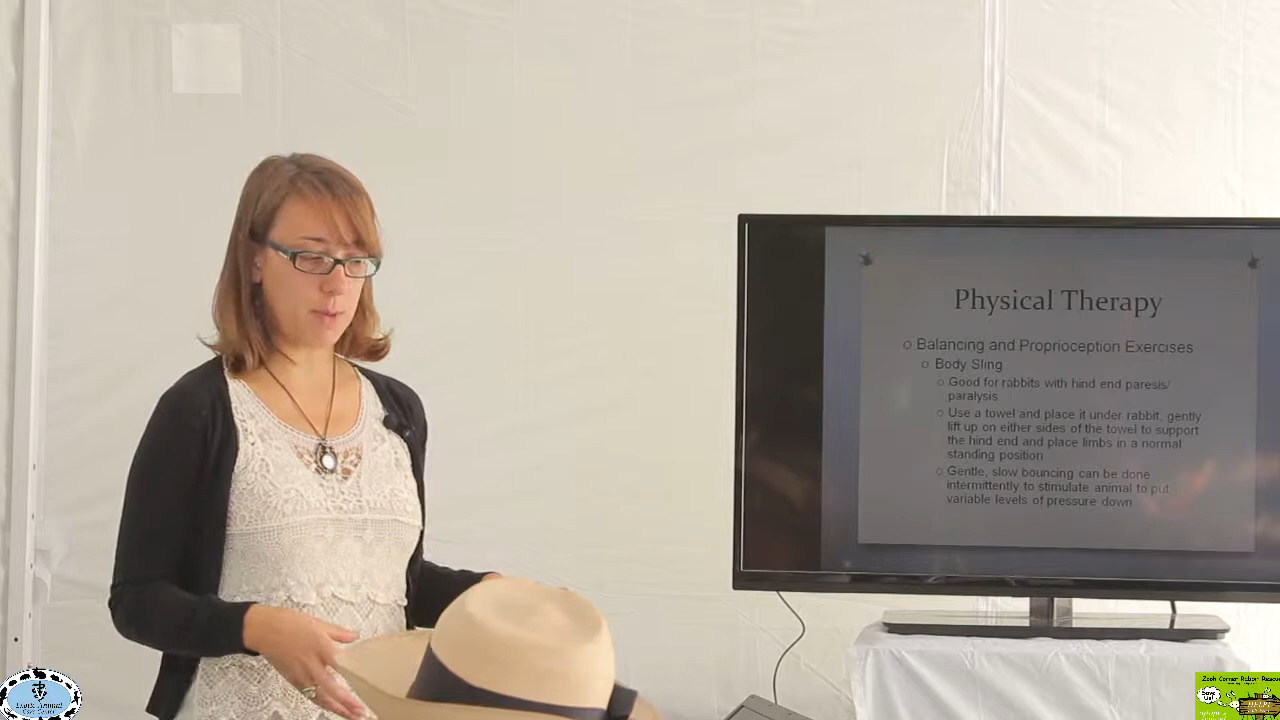 Physical Therapy
Balancing and Proprioception Exercises
Body Sling
Good for rabbits with hind end paresis/
paralysis
Use a towel and place it under rabbit, gently
lift up on either sides of the towel to support
the hind end and place limbs in a normal
standing position
Gentle, slow bouncing can be done
intermittently to stimulate animal to put
variable levels of pressure down